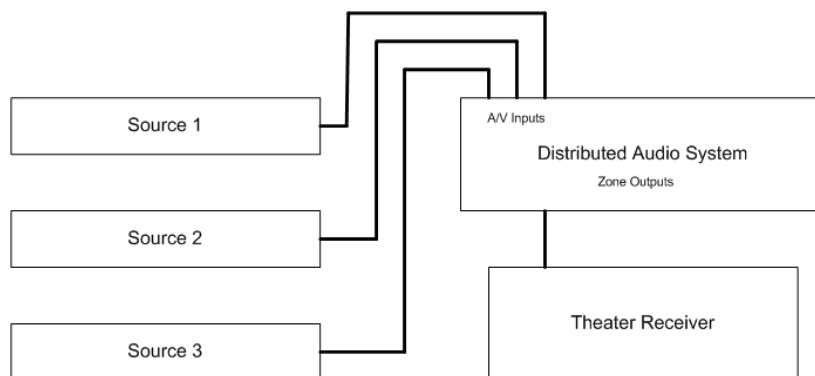 Source 1
A/V Inputs
Distributed Audio System
Zone Outputs
Source 2
Theater Receiver
Source 3